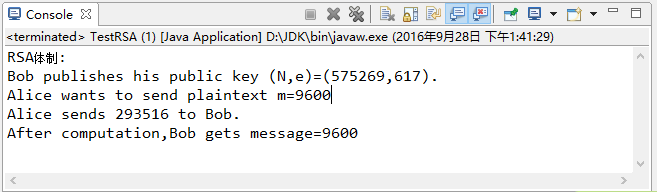 Console
<terminated> TestRSA (1) [Java Application] D:\JDK\bin\javaw.exe (2016年9月28日 下午1:41:29)
RSA体制:
Bob publishes his public key (N,e)=(575269,617).
Alice wants to send plaintext m=9600
Alice sends 293516 to Bob.
After computation,Bob gets message=9600